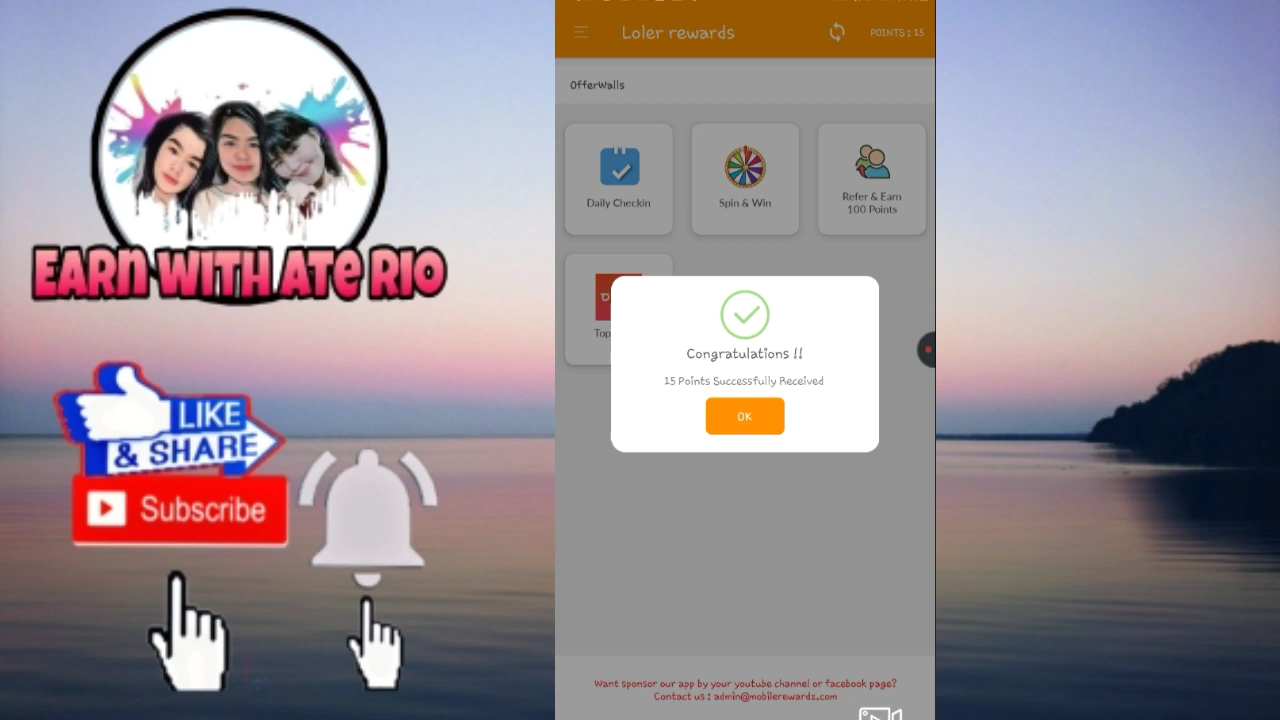 EARN WITH ATE RIO
LIKE
& SHARE
Subscribe
Loler rewards
POINTS : 15
OfferWalls
Daily Checkin
Spin & Win
Refer & Earn
100 Points
Top
Congratulations !!
15 Points Successfully Received
OK
Want sponsor our app by your youtube channel or facebook page?
Contact us : admin@mobilerewardz.com